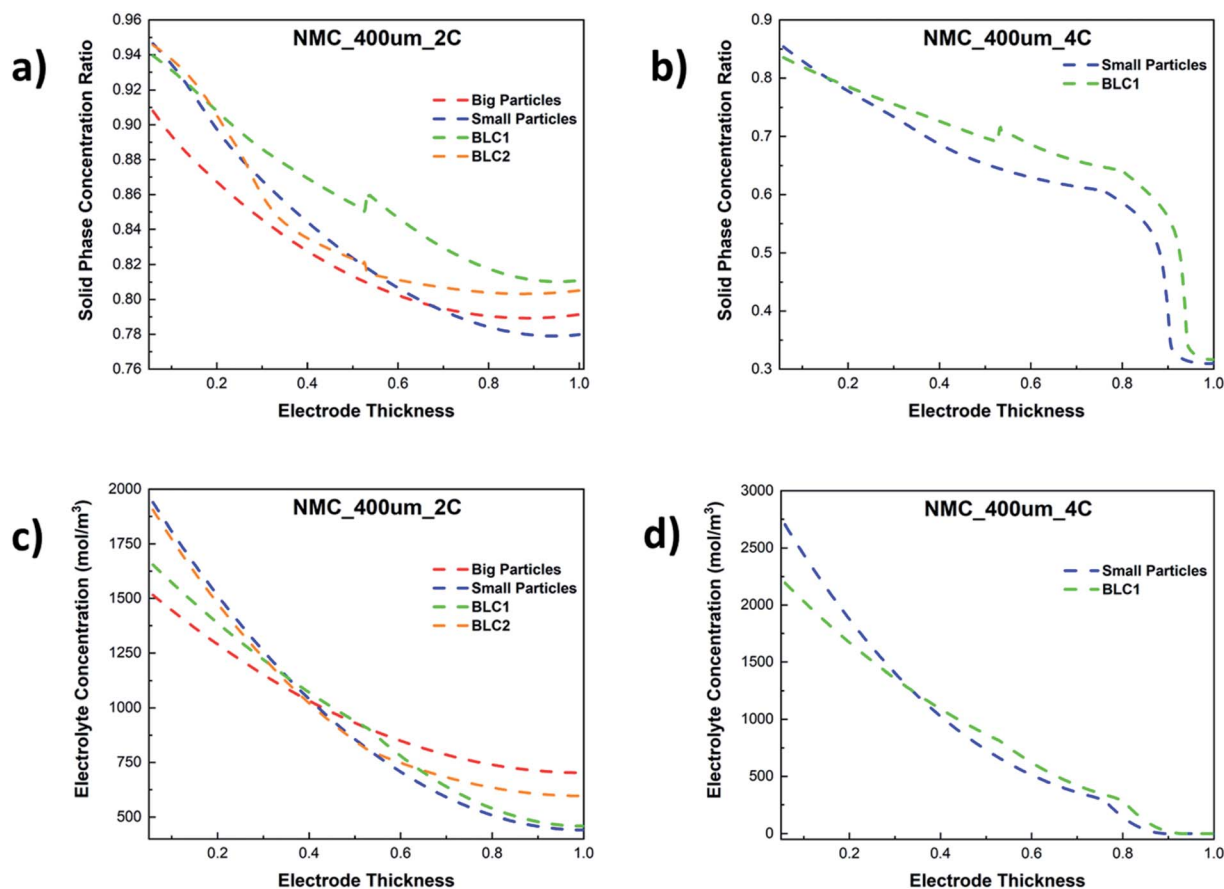 a)
NMC_400um_2C
Big Particles
Small Particles
BLC1
BLC2
Solid Phase Concentration Ratio
0.96
0.94
0.92
0.90
0.88
0.86
0.84
0.82
0.80
0.78
0.76
0.2 0.4 0.6 0.8 1.0
Electrode Thickness
b)
NMC_400um_4C
Small Particles
BLC1
Solid Phase Concentration Ratio
0.9
0.8
0.7
0.6
0.5
0.4
0.3
0.2 0.4 0.6 0.8 1.0
Electrode Thickness
c)
NMC_400um_2C
Big Particles
Small Particles
BLC1
BLC2
Electrolyte Concentration (mol/m³)
2000
1750
1500
1250
1000
750
500
0.2 0.4 0.6 0.8 1.0
Electrode Thickness
d)
NMC_400um_4C
Small Particles
BLC1
Electrolyte Concentration (mol/m³)
3000
2500
2000
1500
1000
500
0
0.2 0.4 0.6 0.8 1.0
Electrode Thickness